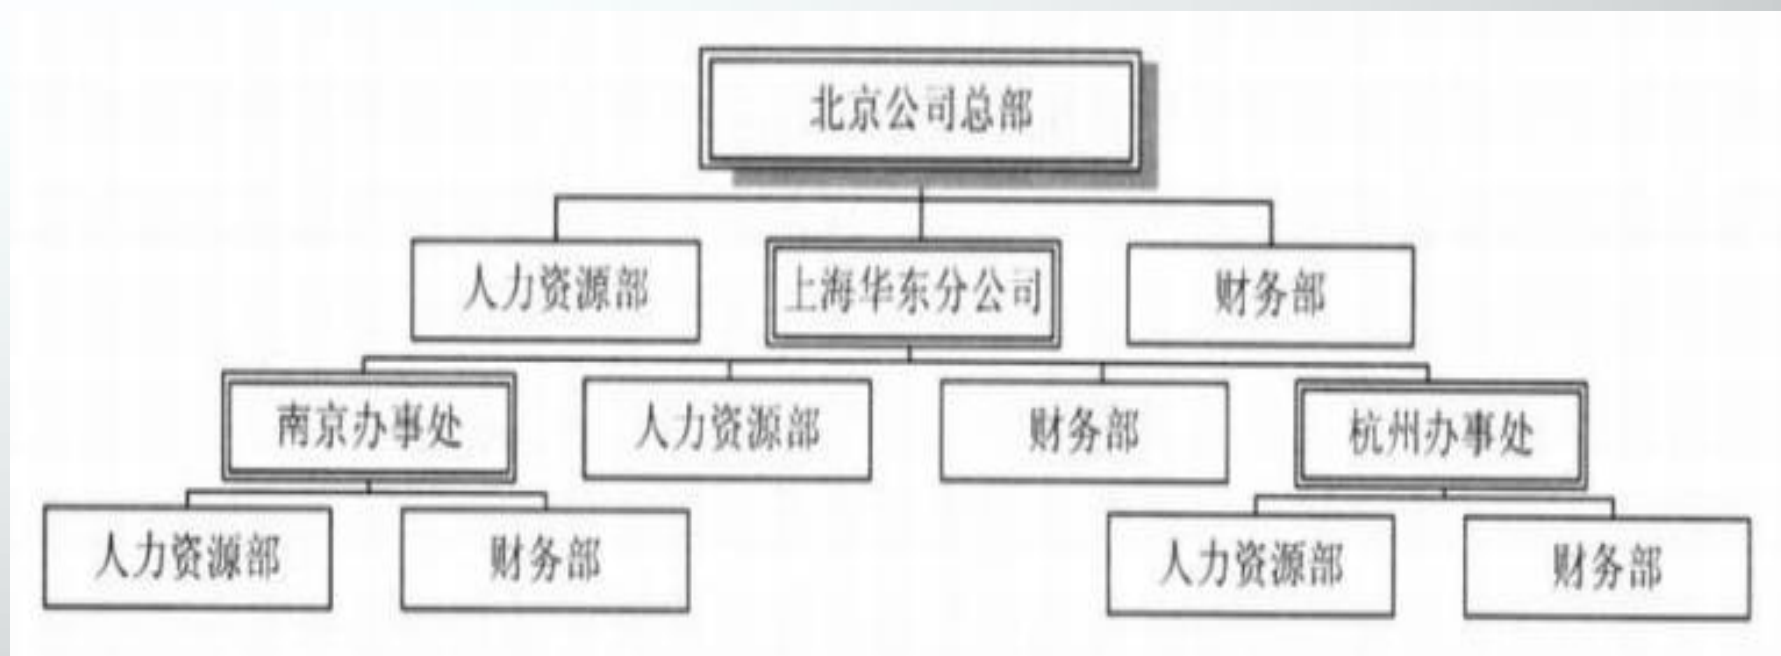 北京公司总部
人力资源部
上海华东分公司
财务部
南京办事处
人力资源部
财务部
杭州办事处
人力资源部
财务部
人力资源部
财务部